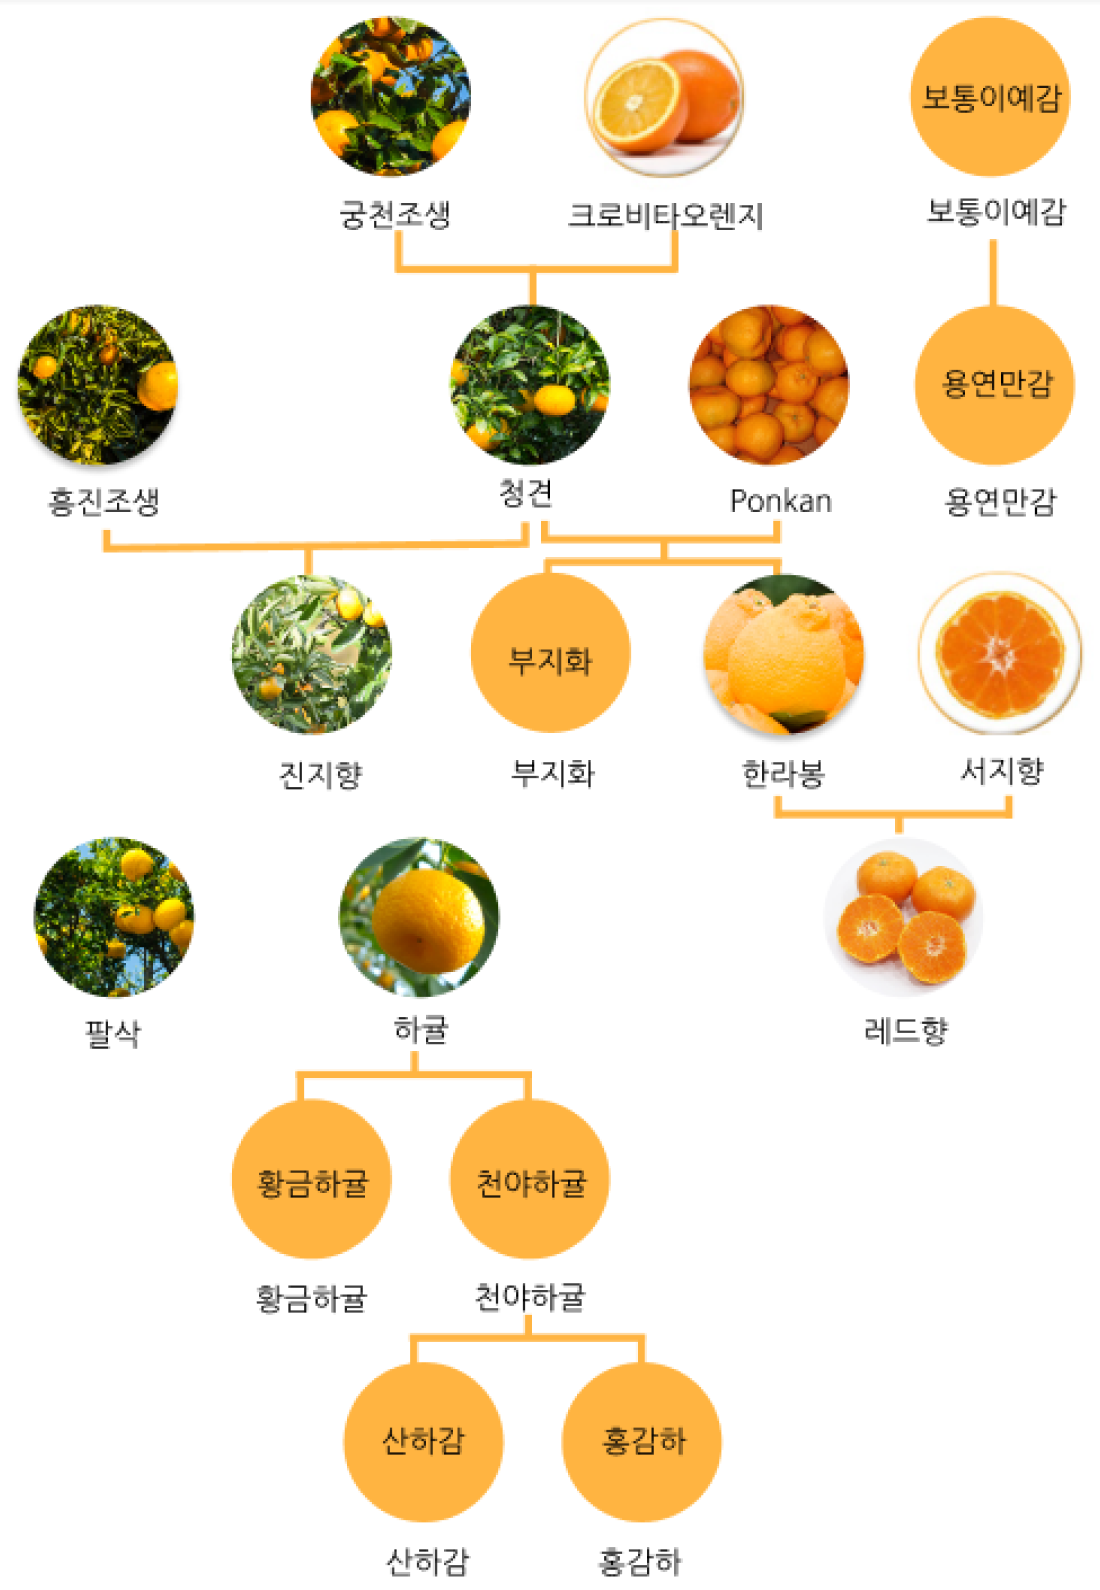 보통이예감
궁천조생
크로비타오렌지
보통이예감
용연만감
흥진조생
청견
Ponkan
용연만감
부지화
진지향
부지화
한라봉
서지향
팔삭
하귤
레드향
황금하귤
천야하귤
황금하귤
천야하귤
산하감
홍감하
산하감
홍감하